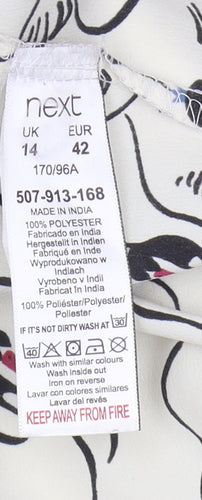 next
UK EUR
14 42
170/96A
507-913-168
MADE IN INDIA
100% POLYESTER
Fabricado en India
Hergestellt in Indien
Fabriqué en Inde
Wyprodukowano w
Indiach
Vyrobeno v Indii
Fabricat în India
100% Poliéster/Polyester/
Poliester
IF IT'S NOT DIRTY WASH AT 30
40
Wash with similar colours
Wash inside out
Iron on reverse
Lavar con colores similares
Lavar del revés
KEEP AWAY FROM FIRE